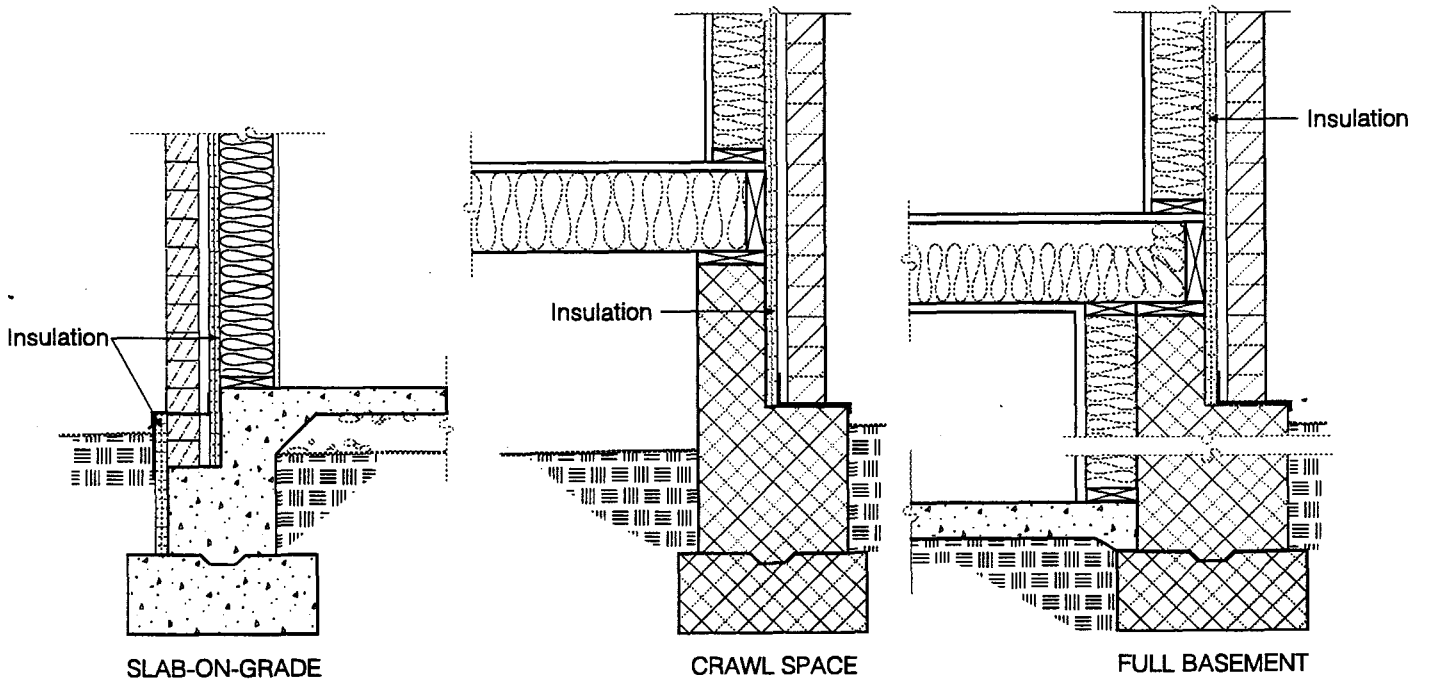 Insulation
SLAB-ON-GRADE
Insulation
CRAWL SPACE
Insulation
FULL BASEMENT